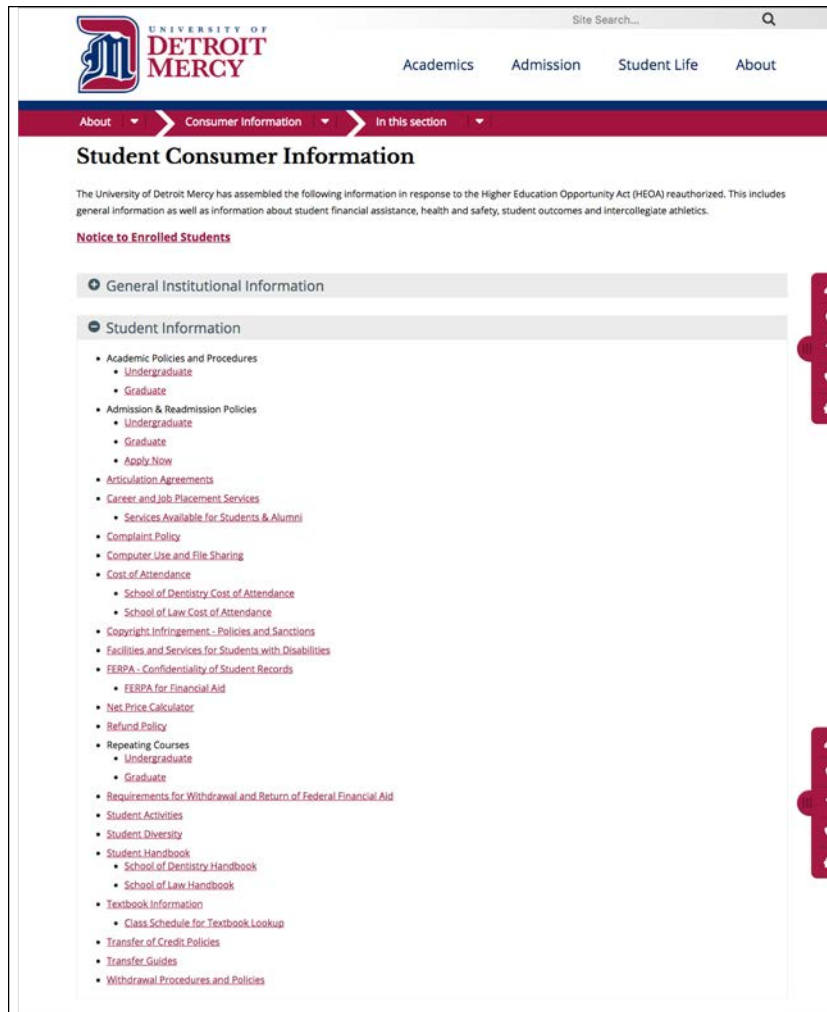 UNIVERSITY OF
DETROIT
MERCY
Site Search...
Academics Admission Student Life About
About Consumer Information In this section
Student Consumer Information
The University of Detroit Mercy has assembled the following information in response to the Higher Education Opportunity Act (HEOA) reauthorized. This includes
general information as well as information about student financial assistance, health and safety, student outcomes and intercollegiate athletics.
Notice to Enrolled Students
General Institutional Information
Student Information
Academic Policies and Procedures
Undergraduate
Graduate
Admission & Readmission Policies
Undergraduate
Graduate
Apply Now
Articulation Agreements
Career and Job Placement Services
Services Available for Students & Alumni
Complaint Policy
Computer Use and File Sharing
Cost of Attendance
School of Dentistry Cost of Attendance
School of Law Cost of Attendance
Copyright Infringement - Policies and Sanctions
Facilities and Services for Students with Disabilities
FERPA - Confidentiality of Student Records
FERPA for Financial Aid
Net Price Calculator
Refund Policy
Repeating Courses
Undergraduate
Graduate
Requirements for Withdrawal and Return of Federal Financial Aid
Student Activities
Student Diversity
Student Handbook
School of Dentistry Handbook
School of Law Handbook
Textbook Information
Class Schedule for Textbook Lookup
Transfer of Credit Policies
Transfer Guides
Withdrawal Procedures and Policies